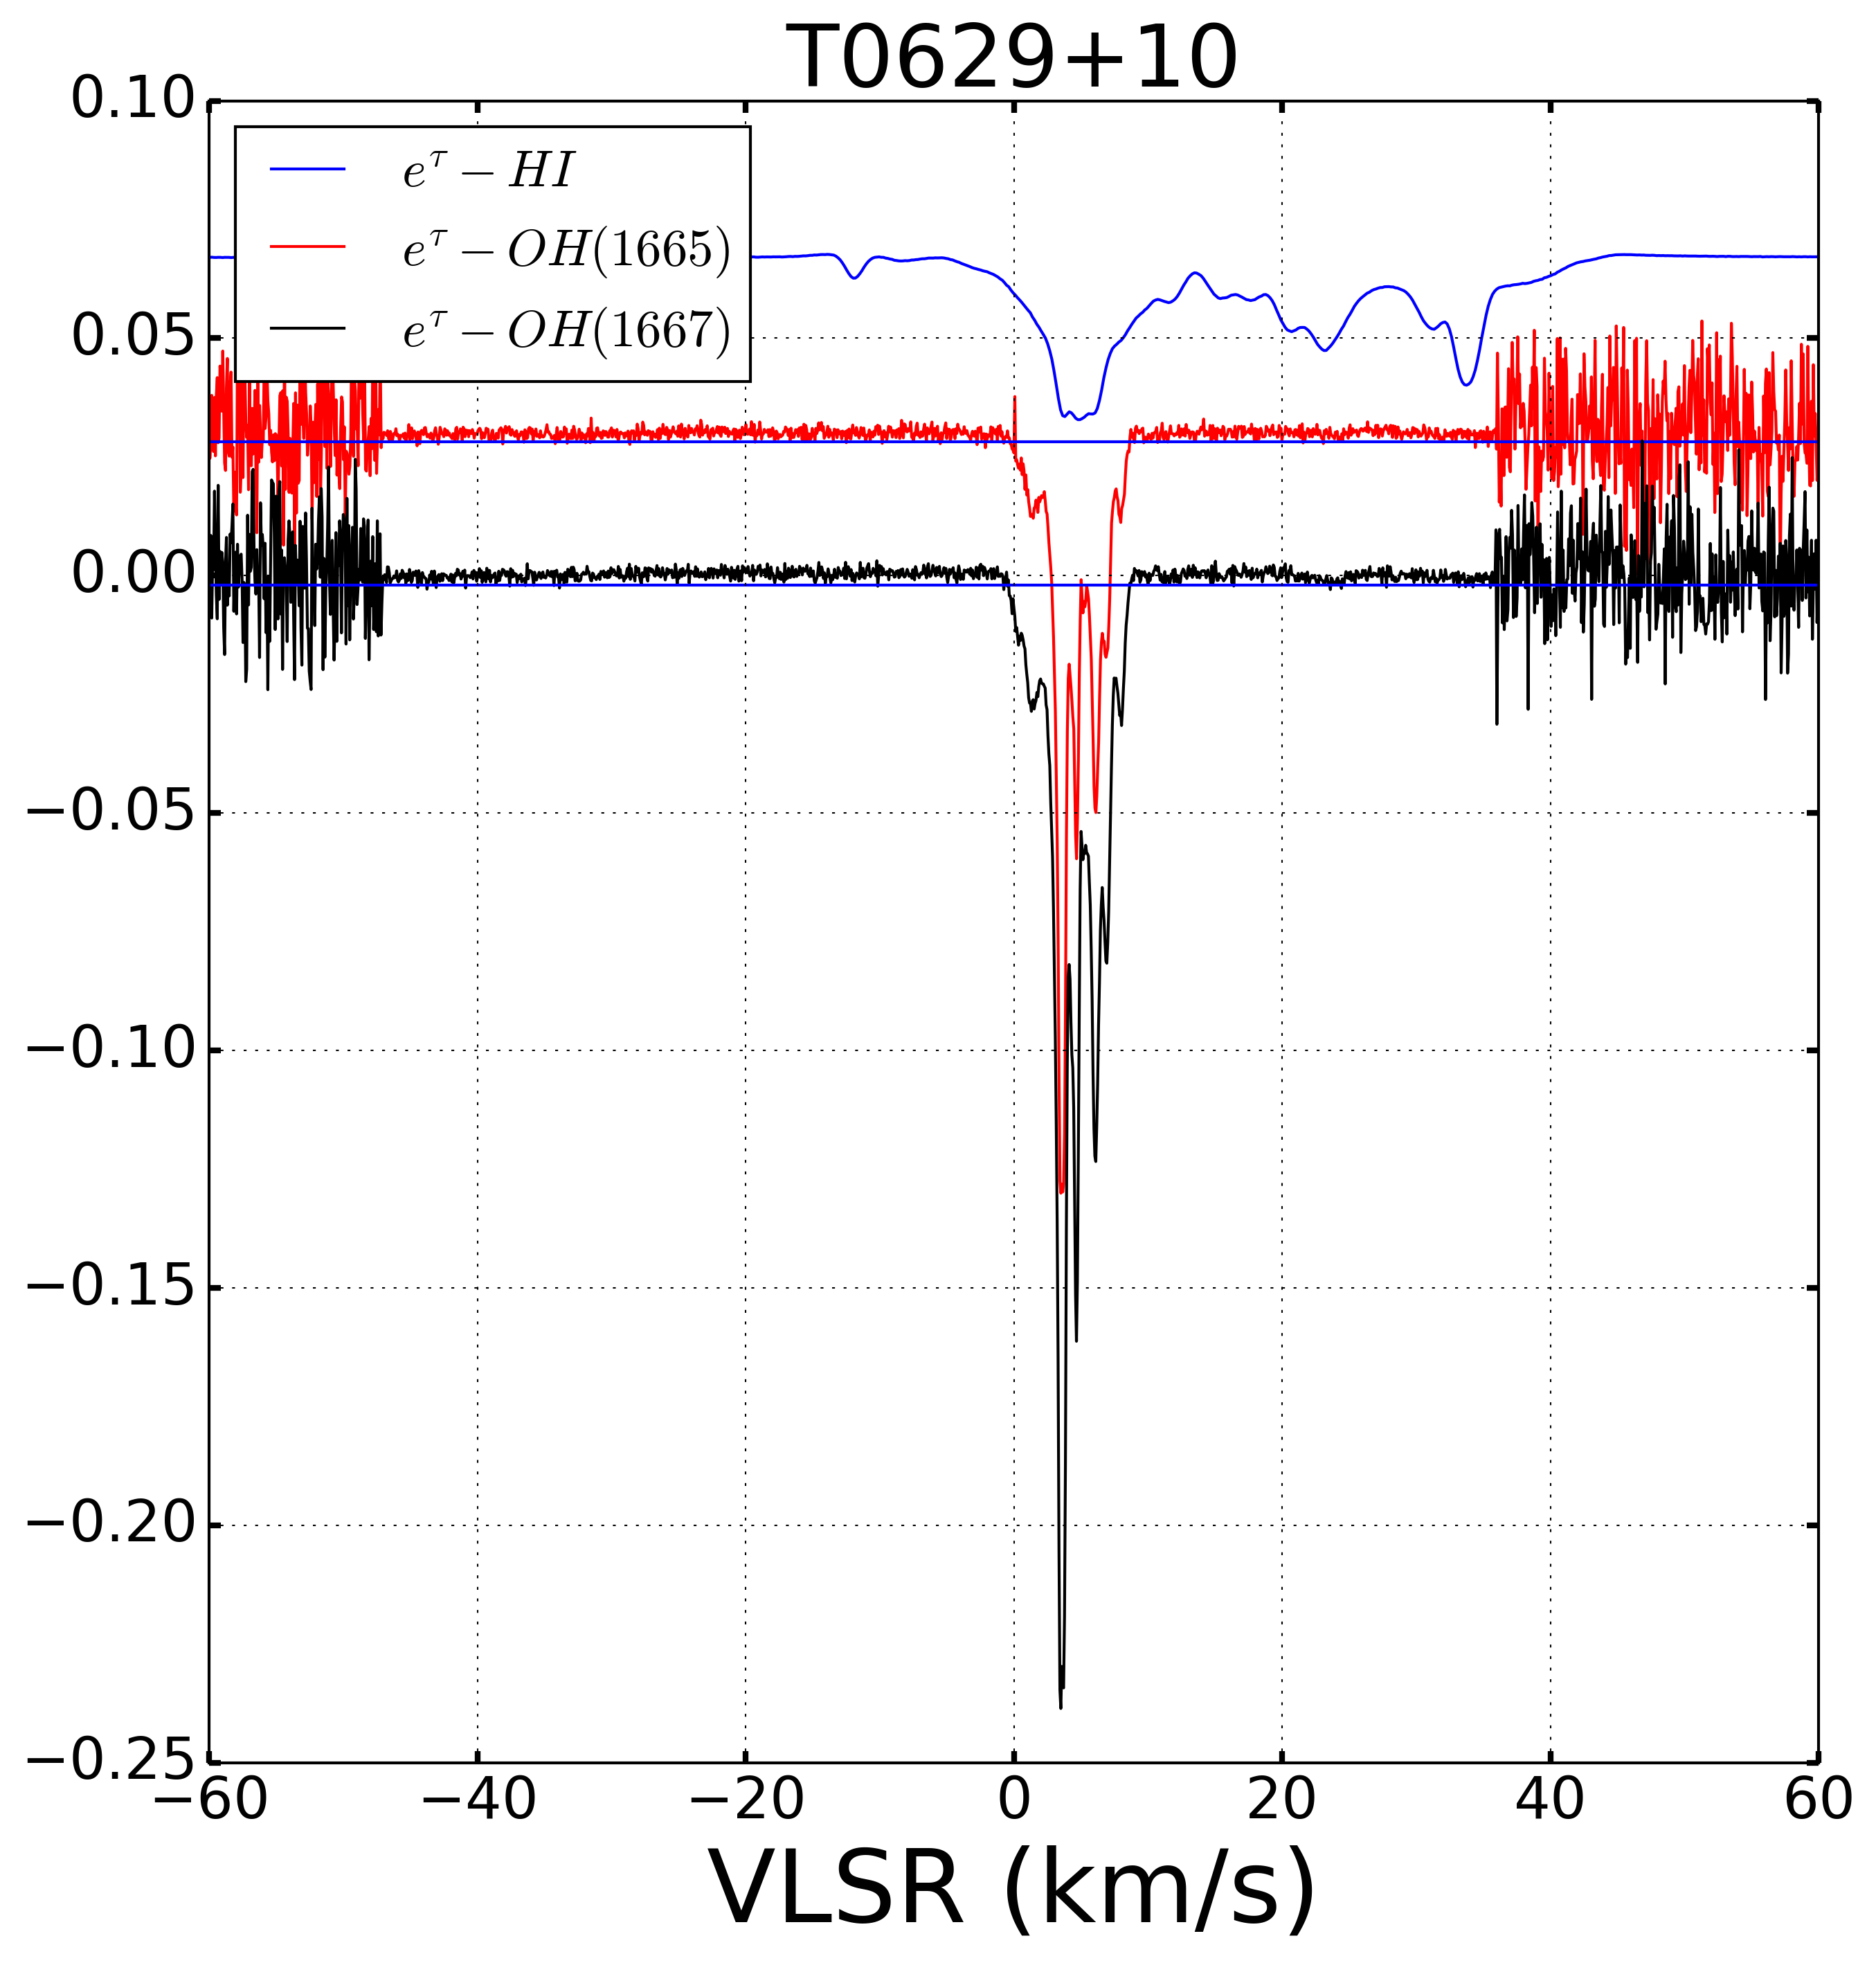 T0629+10
0.10
0.05
0.00
−0.05
−0.10
−0.15
−0.20
−0.25
e^τ − HI
e^τ − OH(1665)
e^τ − OH(1667)
−60 −40 −20 0 20 40 60
VLSR (km/s)